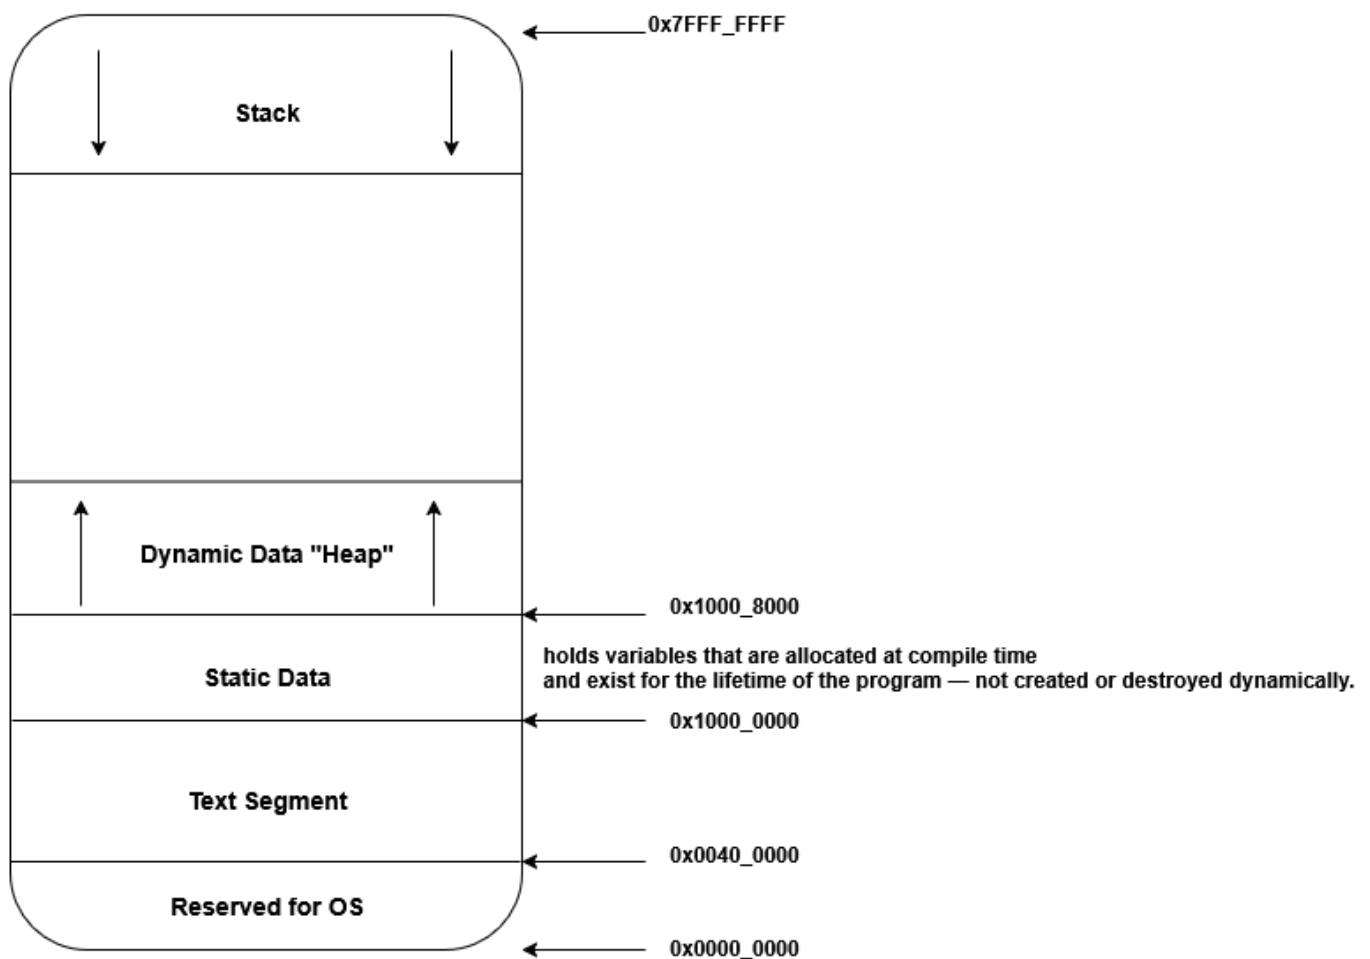 0x7FFF_FFFF
Stack
Dynamic Data "Heap"
0x1000_8000
holds variables that are allocated at compile time
and exist for the lifetime of the program — not created or destroyed dynamically.
Static Data
0x1000_0000
Text Segment
0x0040_0000
Reserved for OS
0x0000_0000